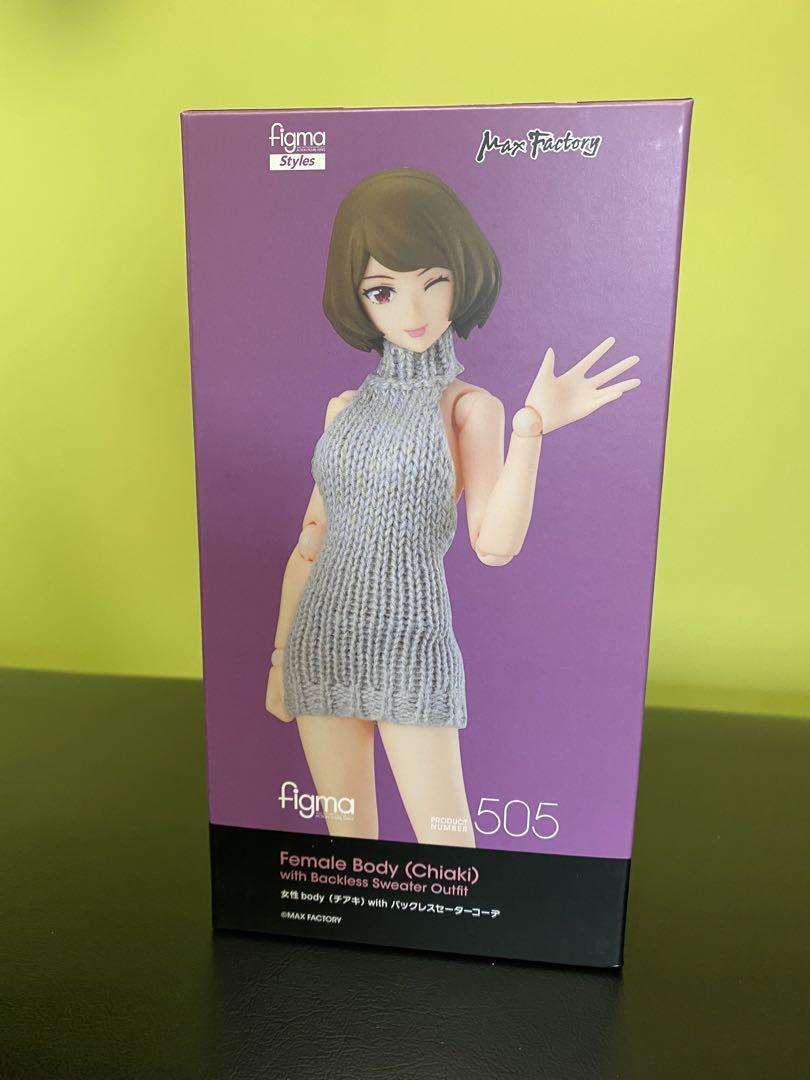 figma
Styles
Max Factory
figma
PRODUCT NUMBER 505
Female Body (Chiaki)
with Backless Sweater Outfit
女性body (チアキ) with バックレスセーターコーデ
©MAX FACTORY